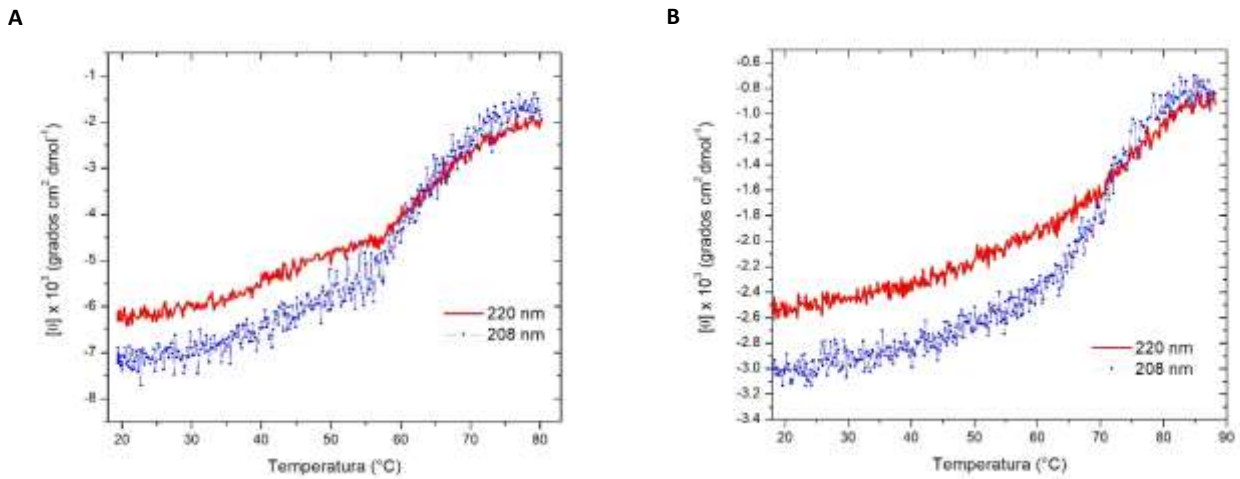 A
-1
-2
-3
-4
-5
-6
-7
-8
[θ] x 10³ (grados cm² dmol⁻¹)
220 nm
208 nm
20 30 40 50 60 70 80
Temperatura (°C)
B
-0.6
-0.8
-1.0
-1.2
-1.4
-1.6
-1.8
-2.0
-2.2
-2.4
-2.6
-2.8
-3.0
-3.2
-3.4
[θ] x 10³ (grados cm² dmol⁻¹)
220 nm
208 nm
20 30 40 50 60 70 80 90
Temperatura (°C)